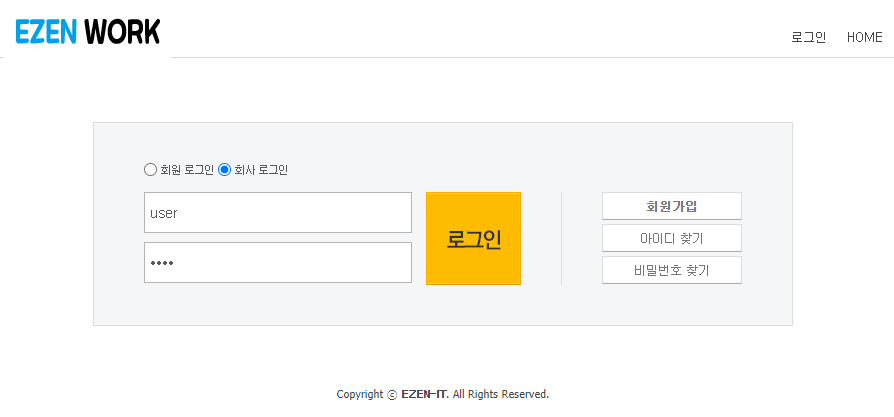 EZEN WORK
로그인 HOME
회원 로그인 회사 로그인
user
••••
로그인
회원가입
아이디 찾기
비밀번호 찾기
Copyright ⓒ EZEN-IT. All Rights Reserved.